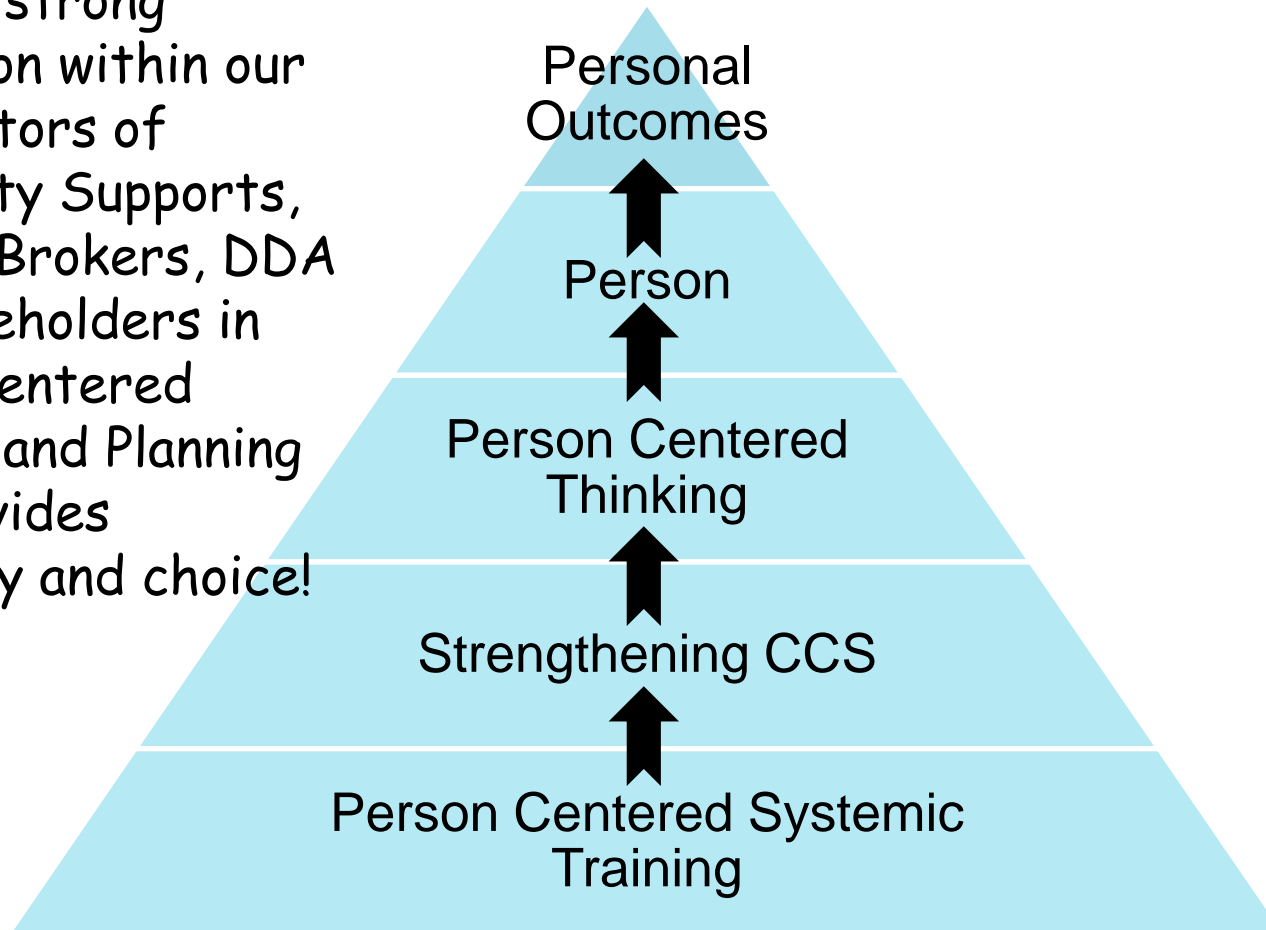 strong
on within our
tors of
ty Supports,
Brokers, DDA
eholders in
entered
and Planning
vides
y and choice!
Personal
Outcomes
Person
Person Centered
Thinking
Strengthening CCS
Person Centered Systemic
Training